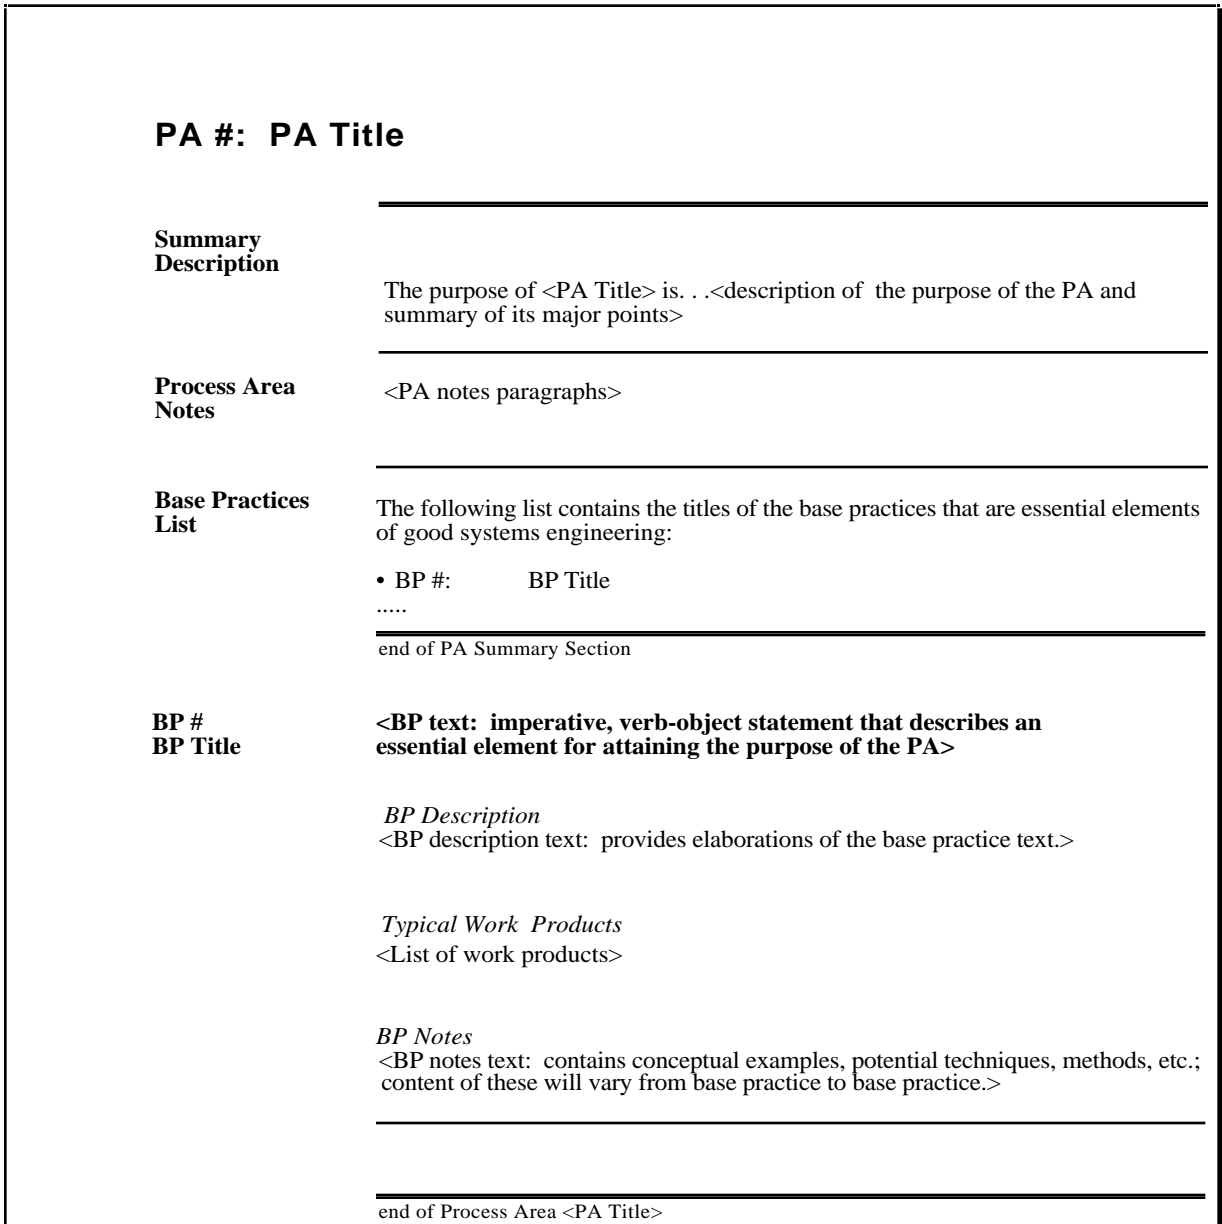 PA #: PA Title
Summary
Description
The purpose of <PA Title> is. . .<description of the purpose of the PA and
summary of its major points>
Process Area
Notes
<PA notes paragraphs>
Base Practices
List
The following list contains the titles of the base practices that are essential elements
of good systems engineering:
• BP #: BP Title
.....
end of PA Summary Section
BP #
BP Title
<BP text: imperative, verb-object statement that describes an
essential element for attaining the purpose of the PA>
BP Description
<BP description text: provides elaborations of the base practice text.>
Typical Work Products
<List of work products>
BP Notes
<BP notes text: contains conceptual examples, potential techniques, methods, etc.;
content of these will vary from base practice to base practice.>
end of Process Area <PA Title>